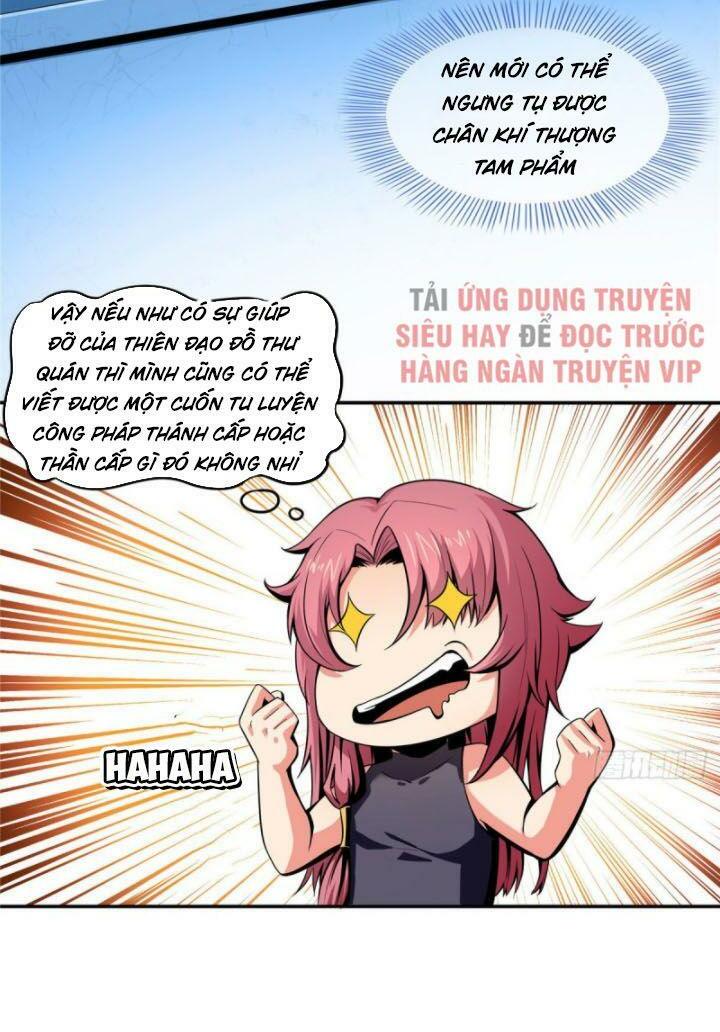 NÊN MỚI CÓ THỂ
NGƯNG TỤ ĐƯỢC
CHÂN KHÍ THƯỢNG
TAM PHẨM
TẢI ỨNG DỤNG TRUYỆN
SIÊU HAY ĐỂ ĐỌC TRƯỚC
HÀNG NGÀN TRUYỆN VIP
VẬY NẾU NHƯ CÓ SỰ GIÚP
ĐỠ CỦA THIÊN ĐẠO ĐỒ THƯ
QUÁN THÌ MÌNH CŨNG CÓ THỂ
VIẾT ĐƯỢC MỘT CUỐN TU LUYỆN
CÔNG PHÁP THÁNH CẤP HOẶC
THẦN CẤP GÌ ĐÓ KHÔNG NHỈ
HAHAHA